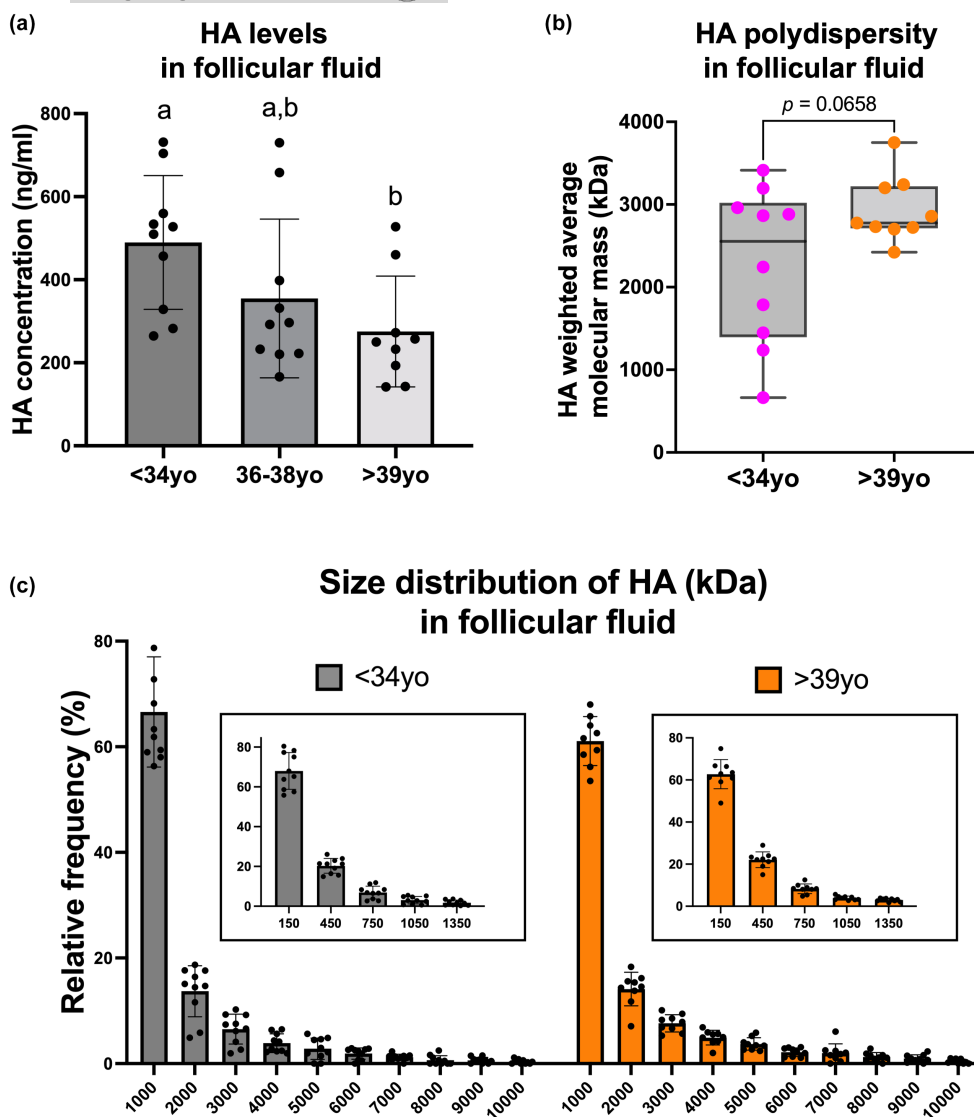 (a)
HA levels
in follicular fluid
a
a,b
b
HA concentration (ng/ml)
800
600
400
200
0
<34yo
36-38yo
>39yo
(b)
HA polydispersity
in follicular fluid
p = 0.0658
HA weighted average
molecular mass (kDa)
4000
3000
2000
1000
0
<34yo
>39yo
(c)
Size distribution of HA (kDa)
in follicular fluid
<34yo
>39yo
Relative frequency (%)
80
60
40
20
0
80
60
40
20
0
150
450
750
1050
1350
80
60
40
20
0
150
450
750
1050
1350
1000
2000
3000
4000
5000
6000
7000
8000
9000
10000
1000
2000
3000
4000
5000
6000
7000
8000
9000
10000